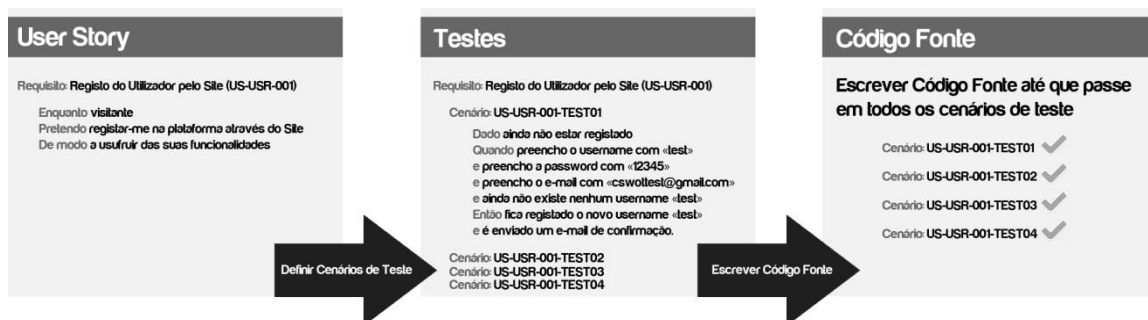 User Story
Requisito: Registo do Utilizador pelo Site (US-USR-001)
Enquanto visitante
Pretendo registar-me na plataforma através do Site
De modo a usufruir das suas funcionalidades
Definir Cenários de Teste
Testes
Requisito: Registo do Utilizador pelo Site (US-USR-001)
Cenário: US-USR-001-TEST01
Dado ainda não estar registado
Quando preencho o username com «test»
e preencho a password com «12345»
e preencho o e-mail com «cswottest@gmail.com»
e ainda não existe nenhum username «test»
Então fica registado o novo username «test»
e é enviado um e-mail de confirmação.
Cenário: US-USR-001-TEST02
Cenário: US-USR-001-TEST03
Cenário: US-USR-001-TEST04
Escrever Código Fonte
Código Fonte
Escrever Código Fonte até que passe
em todos os cenários de teste
Cenário: US-USR-001-TEST01
Cenário: US-USR-001-TEST02
Cenário: US-USR-001-TEST03
Cenário: US-USR-001-TEST04